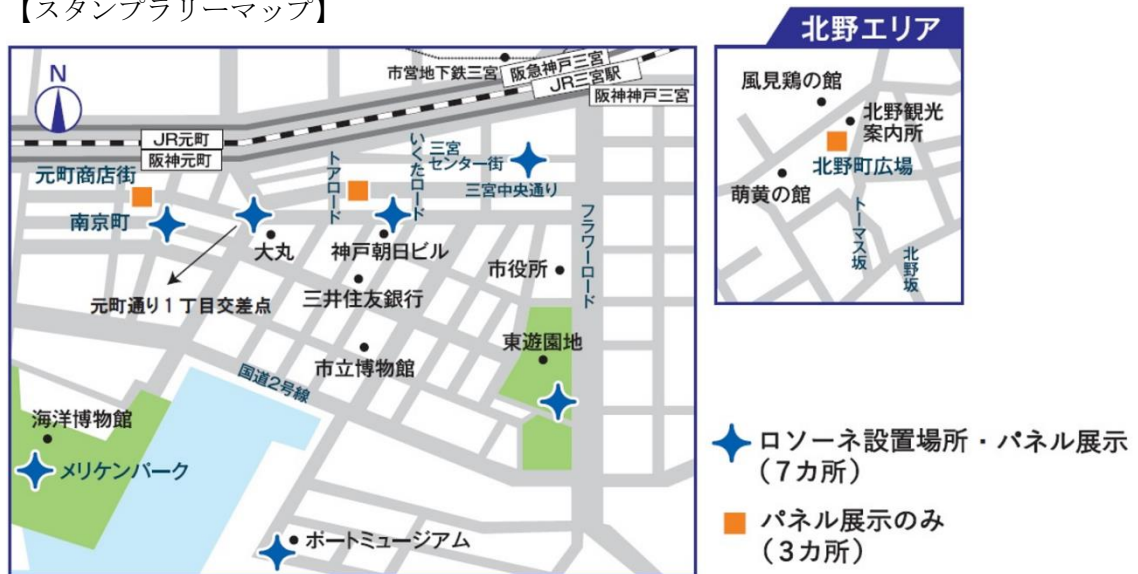 【スタンプラリーマップ】
北野エリア
N
市営地下鉄三宮
阪急神戸三宮
JR三宮駅
阪神神戸三宮
JR元町
阪神元町
元町商店街
南京町
トアロード
いくたロード
三宮
センター街
三宮中央通り
フラワーロード
大丸
神戸朝日ビル
市役所
元町通り1丁目交差点
三井住友銀行
東遊園地
市立博物館
国道2号線
海洋博物館
メリケンパーク
ポートミュージアム
風見鶏の館
北野観光
案内所
北野町広場
萌黄の館
トーマス坂
北野坂
ロソーネ設置場所・パネル展示
(7カ所)
パネル展示のみ
(3カ所)